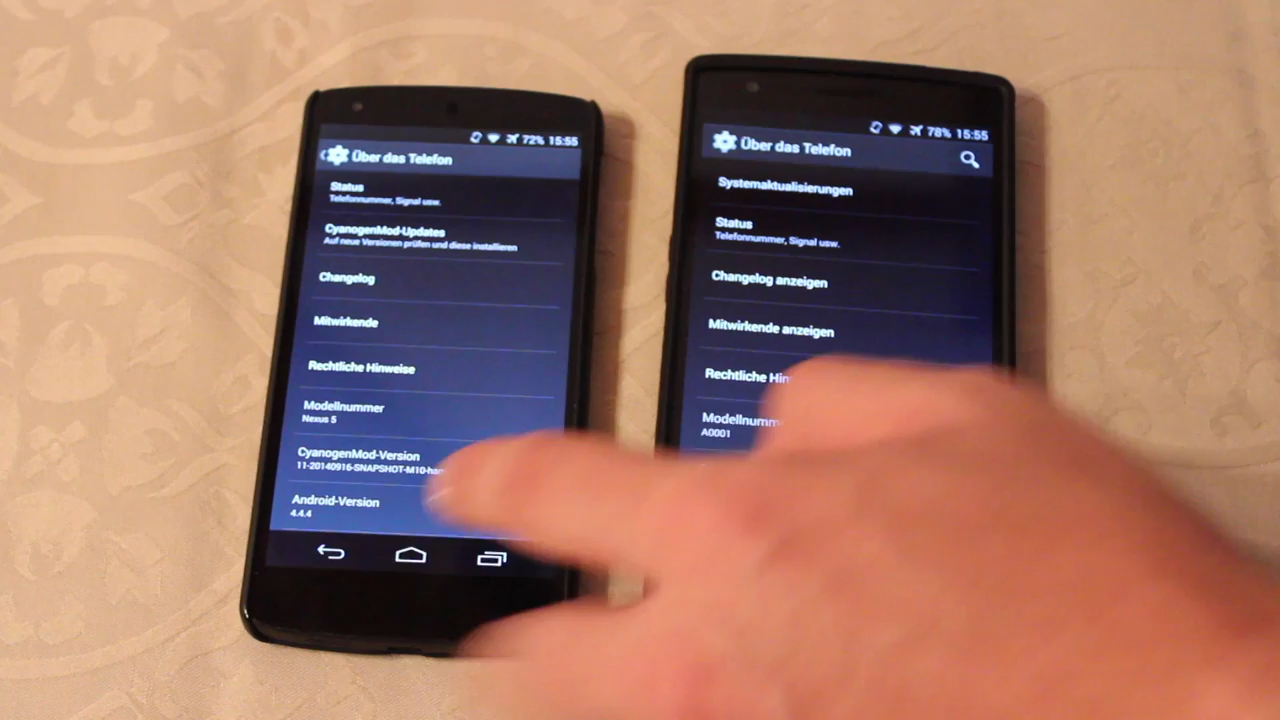 72% 15:55
Über das Telefon
Status
Telefonnummer, Signal usw.
CyanogenMod-Updates
Auf neue Versionen prüfen und diese installieren
Changelog
Mitwirkende
Rechtliche Hinweise
Modellnummer
Nexus 5
CyanogenMod-Version
11-20140916-SNAPSHOT-M10-ham
Android-Version
4.4.4
78% 15:55
Über das Telefon
Systemaktualisierungen
Status
Telefonnummer, Signal usw.
Changelog anzeigen
Mitwirkende anzeigen
Rechtliche Hin
Modellnumm
A0001